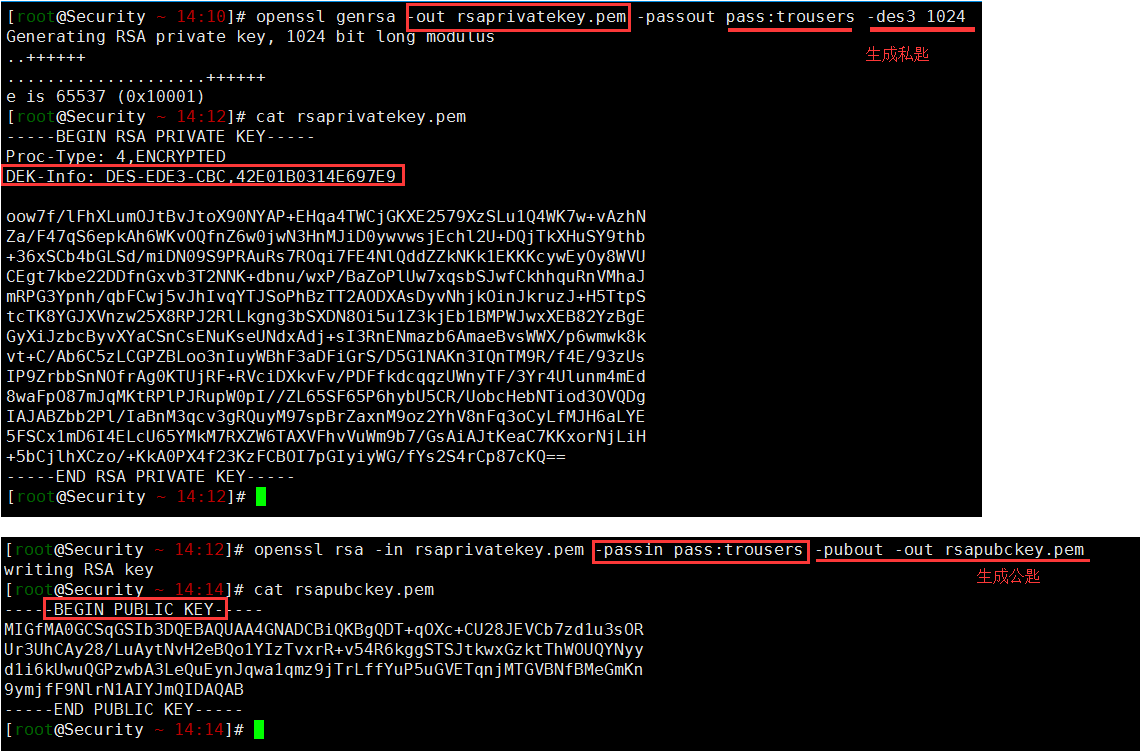 [root@Security ~ 14:10]# openssl genrsa -out rsaprivatekey.pem -passout pass:trousers -des3 1024
Generating RSA private key, 1024 bit long modulus
生成私匙
..++++++
....................++++++
e is 65537 (0x10001)
[root@Security ~ 14:12]# cat rsaprivatekey.pem
-----BEGIN RSA PRIVATE KEY-----
Proc-Type: 4,ENCRYPTED
DEK-Info: DES-EDE3-CBC,42E01B0314E697E9
oow7f/lFhXLumOJtBvJtoX90NYAP+EHqa4TWCjGKXE2579XzSLu1Q4WK7w+vAzhN
Za/F47qS6epkAh6WKvOQfnZ6w0jwN3HnMJiD0ywvwsjEchl2U+DQjTkXHuSY9thb
+36xSCb4bGLSd/miDN09S9PRAuRs7ROqi7FE4NlQddZZkNKk1EKKKcywEyOy8WVU
CEgt7kbe22DDfnGxvb3T2NNK+dbnu/wxP/BaZoPlUw7xqsbSJwfCkhhquRnVMhaJ
mRPG3Ypnh/qbFCwj5vJhIvqYTJSoPhBzTT2AODXAsDyvNhjkOinJkruzJ+H5TtpS
tcTK8YGJXVnzw25X8RPJ2RlLkgng3bSXDN8Oi5u1Z3kjEb1BMPWJwxXEB82YzBgE
GyXiJzbcByvXYaCSnCsENuKseUNdxAdj+sI3RnENmazb6AmaeBvsWWX/p6wmwk8k
vt+C/Ab6C5zLCGPZBLoo3nIuyWBhF3aDFiGrS/D5G1NAKn3IQnTM9R/f4E/93zUs
IP9ZrbbSnNOfrAg0KTUjRF+RVciDXkvFv/PDFfkdcqqzUWnyTF/3Yr4Ulunm4mEd
8waFpO87mJqMKtRPlPJRupW0pI//ZL65SF65P6hybU5CR/UobcHebNTiod3OVQDg
IAJABZbb2Pl/IaBnM3qcv3gRQuyM97spBrZaxnM9oz2YhV8nFq3oCyLfMJH6aLYE
5FSCx1mD6I4ELcU65YMkM7RXZW6TAXVFhvVuWm9b7/GsAiAJtKeaC7KKxorNjLiH
+5bCjlhXCzo/+KkA0PX4f23KzFCBOI7pGIyiyWG/fYs2S4rCp87cKQ==
-----END RSA PRIVATE KEY-----
[root@Security ~ 14:12]#
[root@Security ~ 14:12]# openssl rsa -in rsaprivatekey.pem -passin pass:trousers -pubout -out rsapubckey.pem
writing RSA key
生成公匙
[root@Security ~ 14:14]# cat rsapubckey.pem
-----BEGIN PUBLIC KEY-----
MIGfMA0GCSqGSIb3DQEBAQUAA4GNADCBiQKBgQDT+qOXc+CU28JEVCb7zd1u3sOR
Ur3UhCAy28/LuAytNvH2eBQo1YIzTvxrR+v54R6kggSTSJtkwxGzktThWOUQYNyy
d1i6kUwuQGPzwbA3LeQuEynJqwa1qmz9jTrLffYuP5uGVETqnjMTGVBNfBMeGmKn
9ymjfF9NlrN1AIYJmQIDAQAB
-----END PUBLIC KEY-----
[root@Security ~ 14:14]#